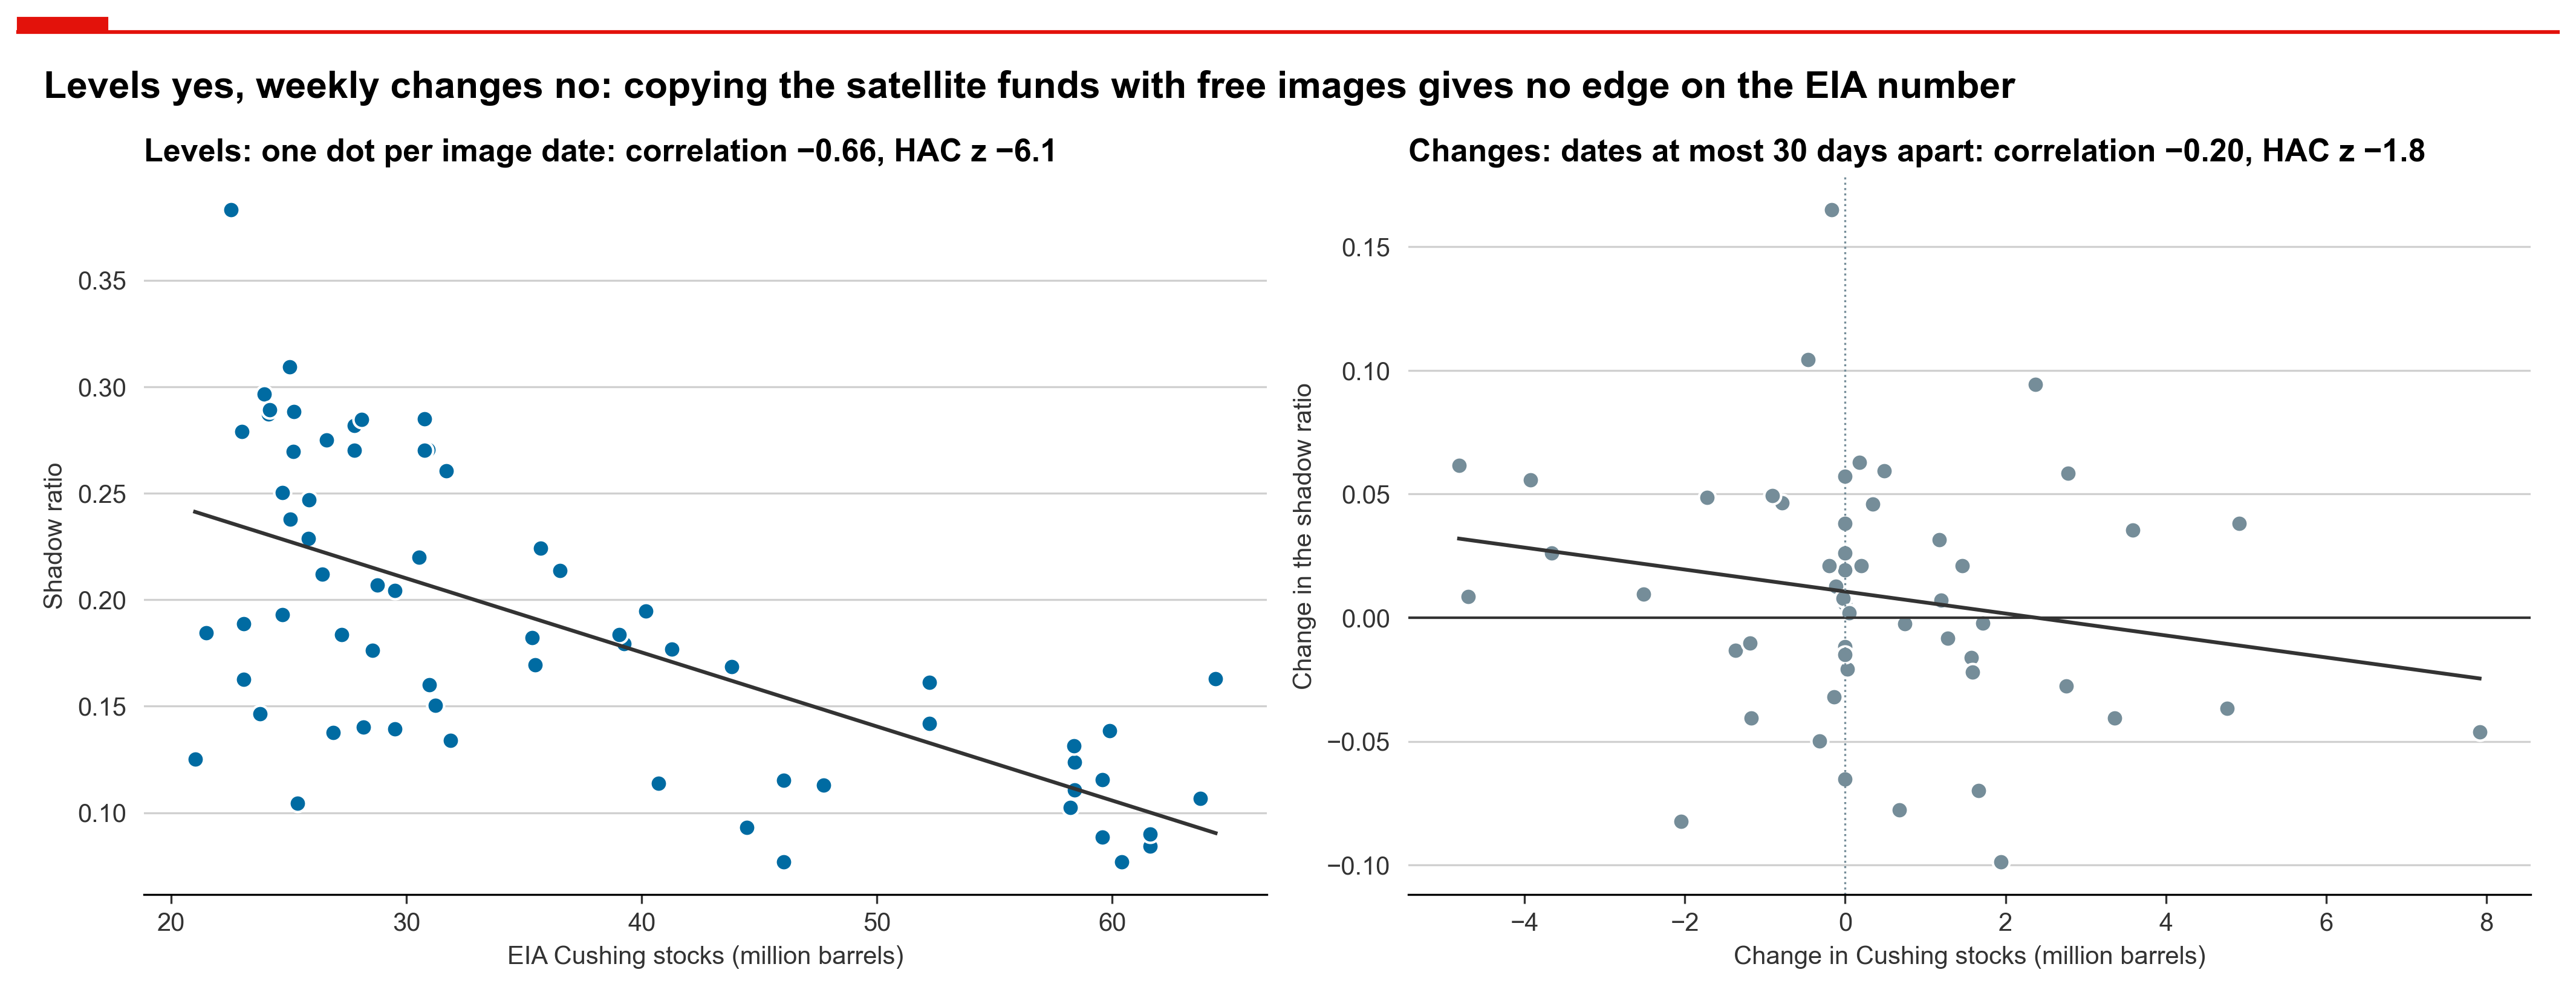 Levels yes, weekly changes no: copying the satellite funds with free images gives no edge on the EIA number
Levels: one dot per image date: correlation −0.66, HAC z −6.1
Shadow ratio
0.35
0.30
0.25
0.20
0.15
0.10
20 30 40 50 60
EIA Cushing stocks (million barrels)
Changes: dates at most 30 days apart: correlation −0.20, HAC z −1.8
Change in the shadow ratio
0.15
0.10
0.05
0.00
−0.05
−0.10
−4 −2 0 2 4 6 8
Change in Cushing stocks (million barrels)